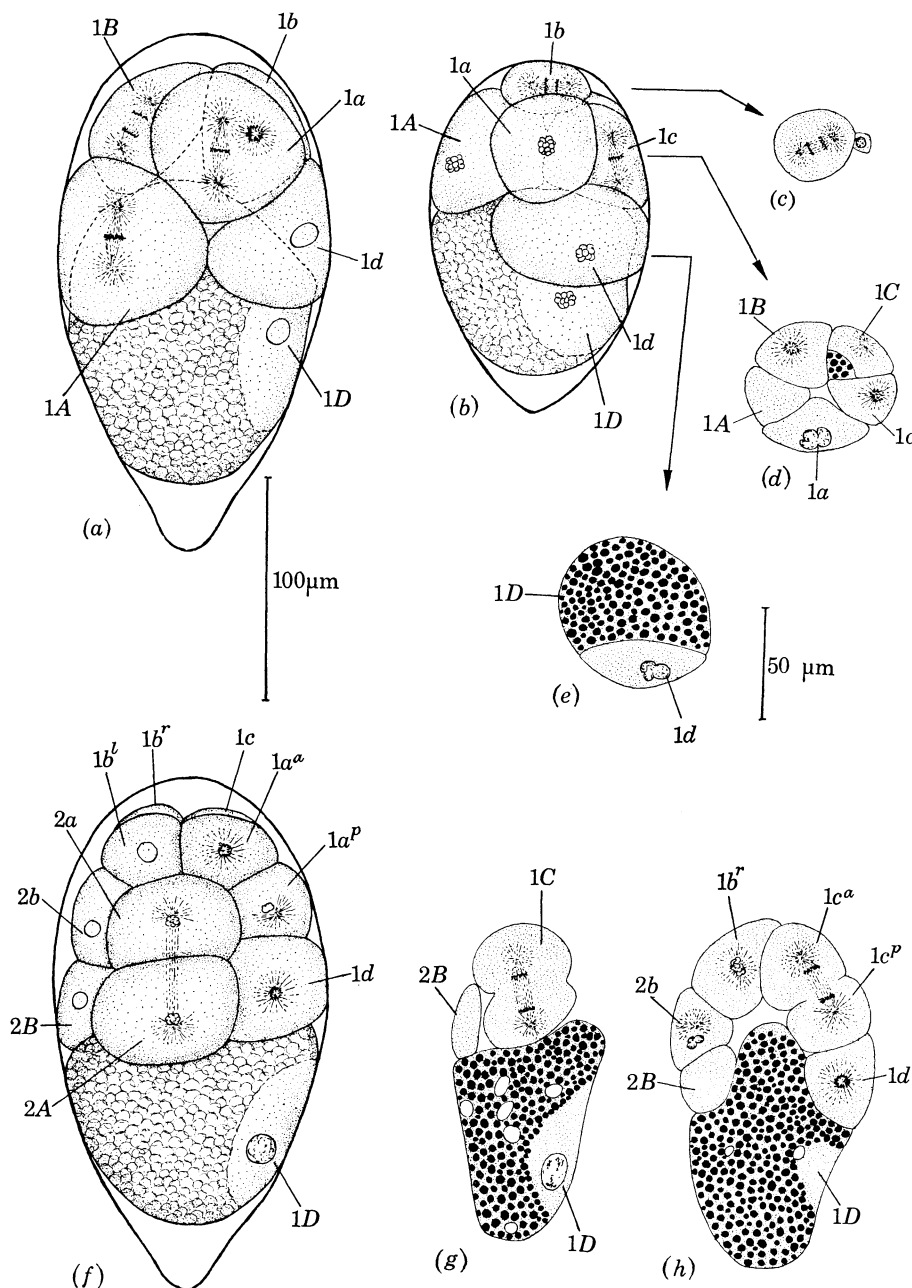 1B
1b
1a
1d
1A
1D
(a)
100μm
1b
1a
1A
1c
1d
1D
(b)
(c)
1B
1C
1A
1a
(d)
1D
1d
(e)
50 μm
1b^l
1b^r
1c
1a^a
2a
1a^p
2b
1d
2B
2A
1D
(f)
1C
2B
1D
(g)
1b^r
1c^a
1c^p
2b
2B
1d
1D
(h)